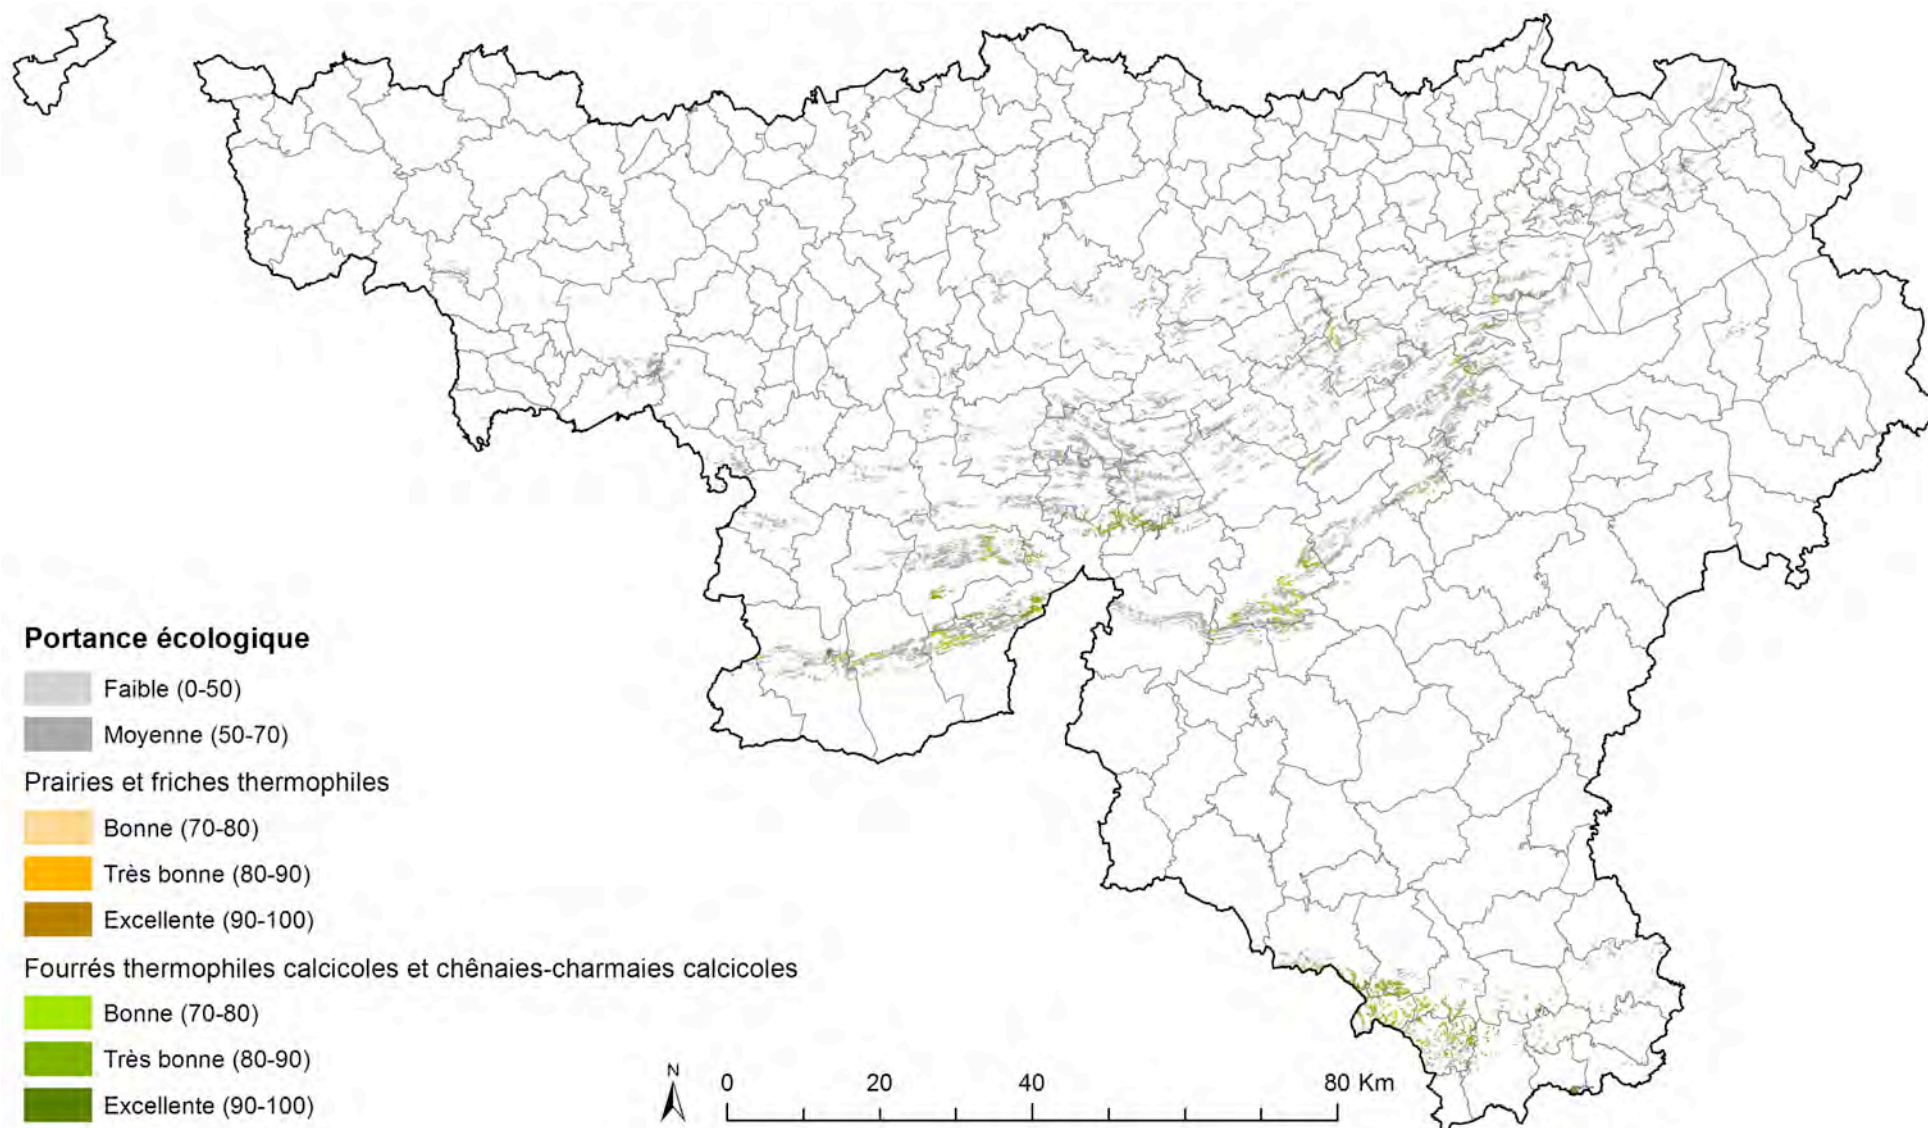 Portance écologique
Faible (0-50)
Moyenne (50-70)
Prairies et friches thermophiles
Bonne (70-80)
Très bonne (80-90)
Excellente (90-100)
Fourrés thermophiles calcicoles et chênaies-charmaies calcicoles
Bonne (70-80)
Très bonne (80-90)
Excellente (90-100)
N
0 20 40 80 Km